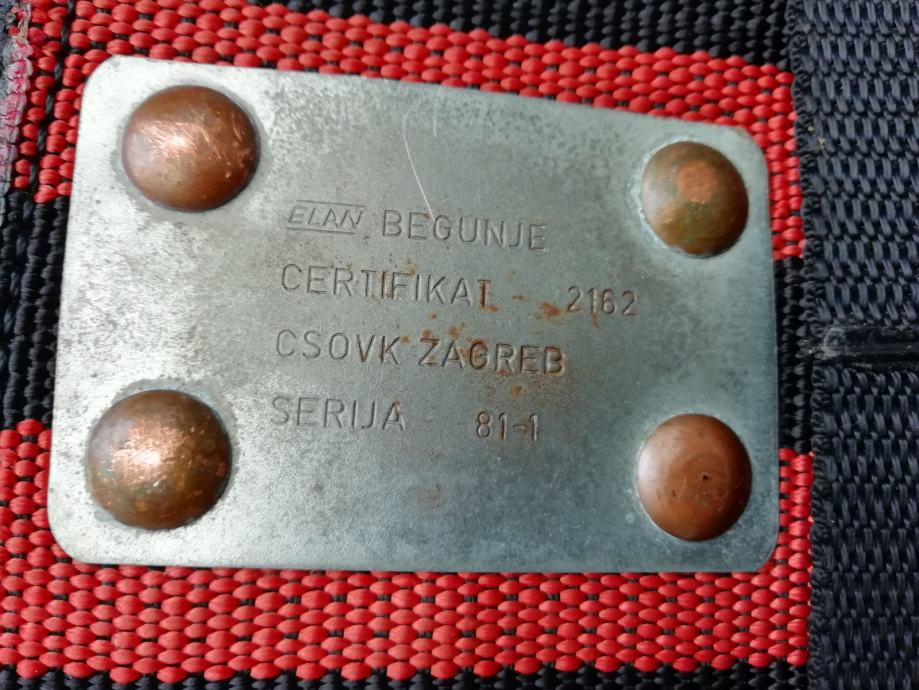 ELAN BEGUNJE
CERTIFIKAT - 2162
CSOVK ZAGREB
SERIJA 81-1